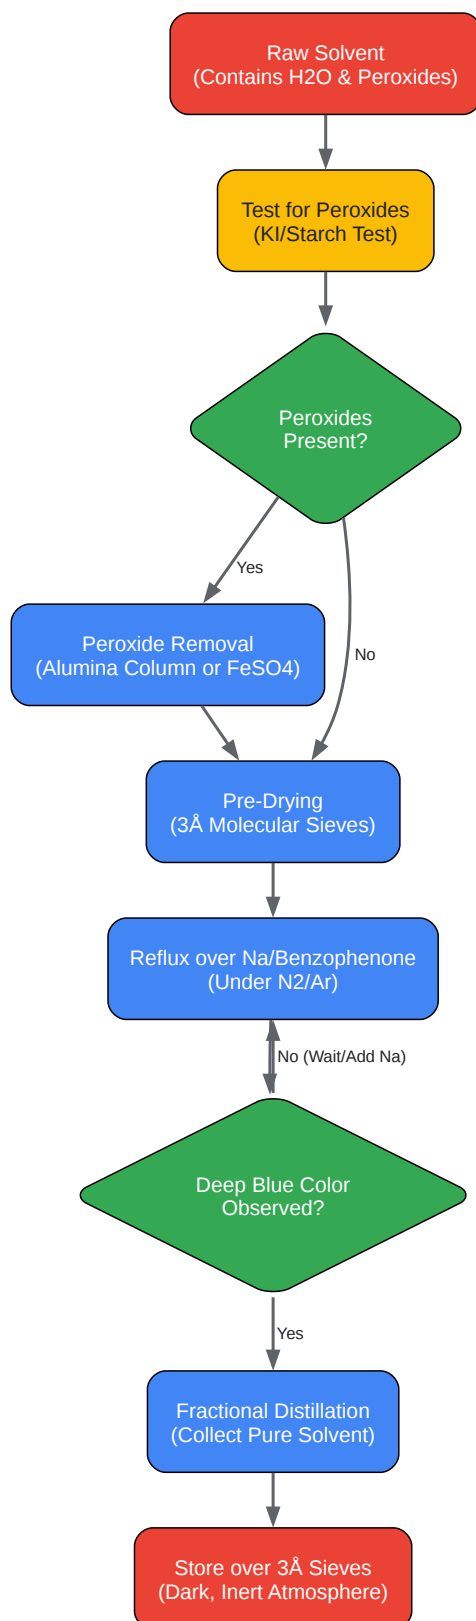 Raw Solvent
(Contains H2O & Peroxides)
Test for Peroxides
(KI/Starch Test)
Peroxides
Present?
Yes
Peroxide Removal
(Alumina Column or FeSO4)
No
Pre-Drying
(3Å Molecular Sieves)
Reflux over Na/Benzophenone
(Under N2/Ar)
No (Wait/Add Na)
Deep Blue Color
Observed?
Yes
Fractional Distillation
(Collect Pure Solvent)
Store over 3Å Sieves
(Dark, Inert Atmosphere)